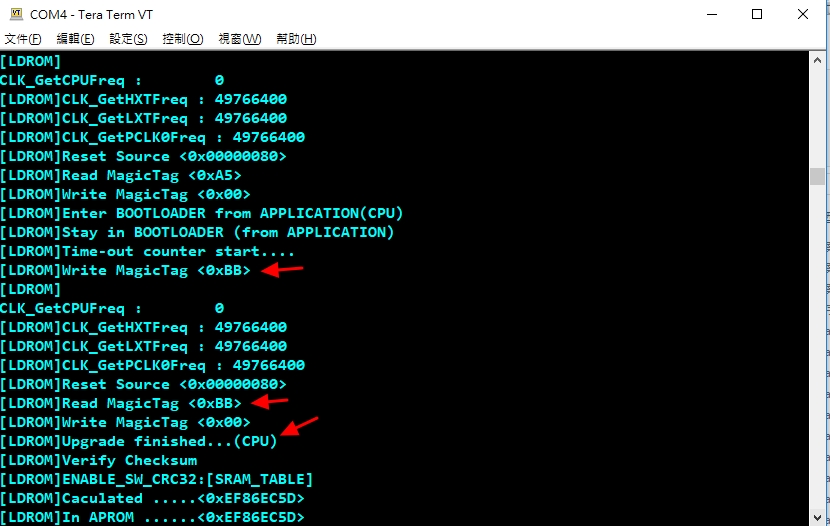 COM4 - Tera Term VT
文件(F) 編輯(E) 設定(S) 控制(O) 視窗(W) 幫助(H)
[LDROM]
CLK_GetCPUFreq :        0
[LDROM]CLK_GetHXTFreq : 49766400
[LDROM]CLK_GetLXTFreq : 49766400
[LDROM]CLK_GetPCLK0Freq : 49766400
[LDROM]Reset Source <0x00000080>
[LDROM]Read MagicTag <0xA5>
[LDROM]Write MagicTag <0x00>
[LDROM]Enter BOOTLOADER from APPLICATION(CPU)
[LDROM]Stay in BOOTLOADER (from APPLICATION)
[LDROM]Time-out counter start....
[LDROM]Write MagicTag <0xBB>
[LDROM]
CLK_GetCPUFreq :        0
[LDROM]CLK_GetHXTFreq : 49766400
[LDROM]CLK_GetLXTFreq : 49766400
[LDROM]CLK_GetPCLK0Freq : 49766400
[LDROM]Reset Source <0x00000080>
[LDROM]Read MagicTag <0xBB>
[LDROM]Write MagicTag <0x00>
[LDROM]Upgrade finished...(CPU)
[LDROM]Verify Checksum
[LDROM]ENABLE_SW_CRC32:[SRAM_TABLE]
[LDROM]Caculated .....<0xEF86EC5D>
[LDROM]In APROM ......<0xEF86EC5D>